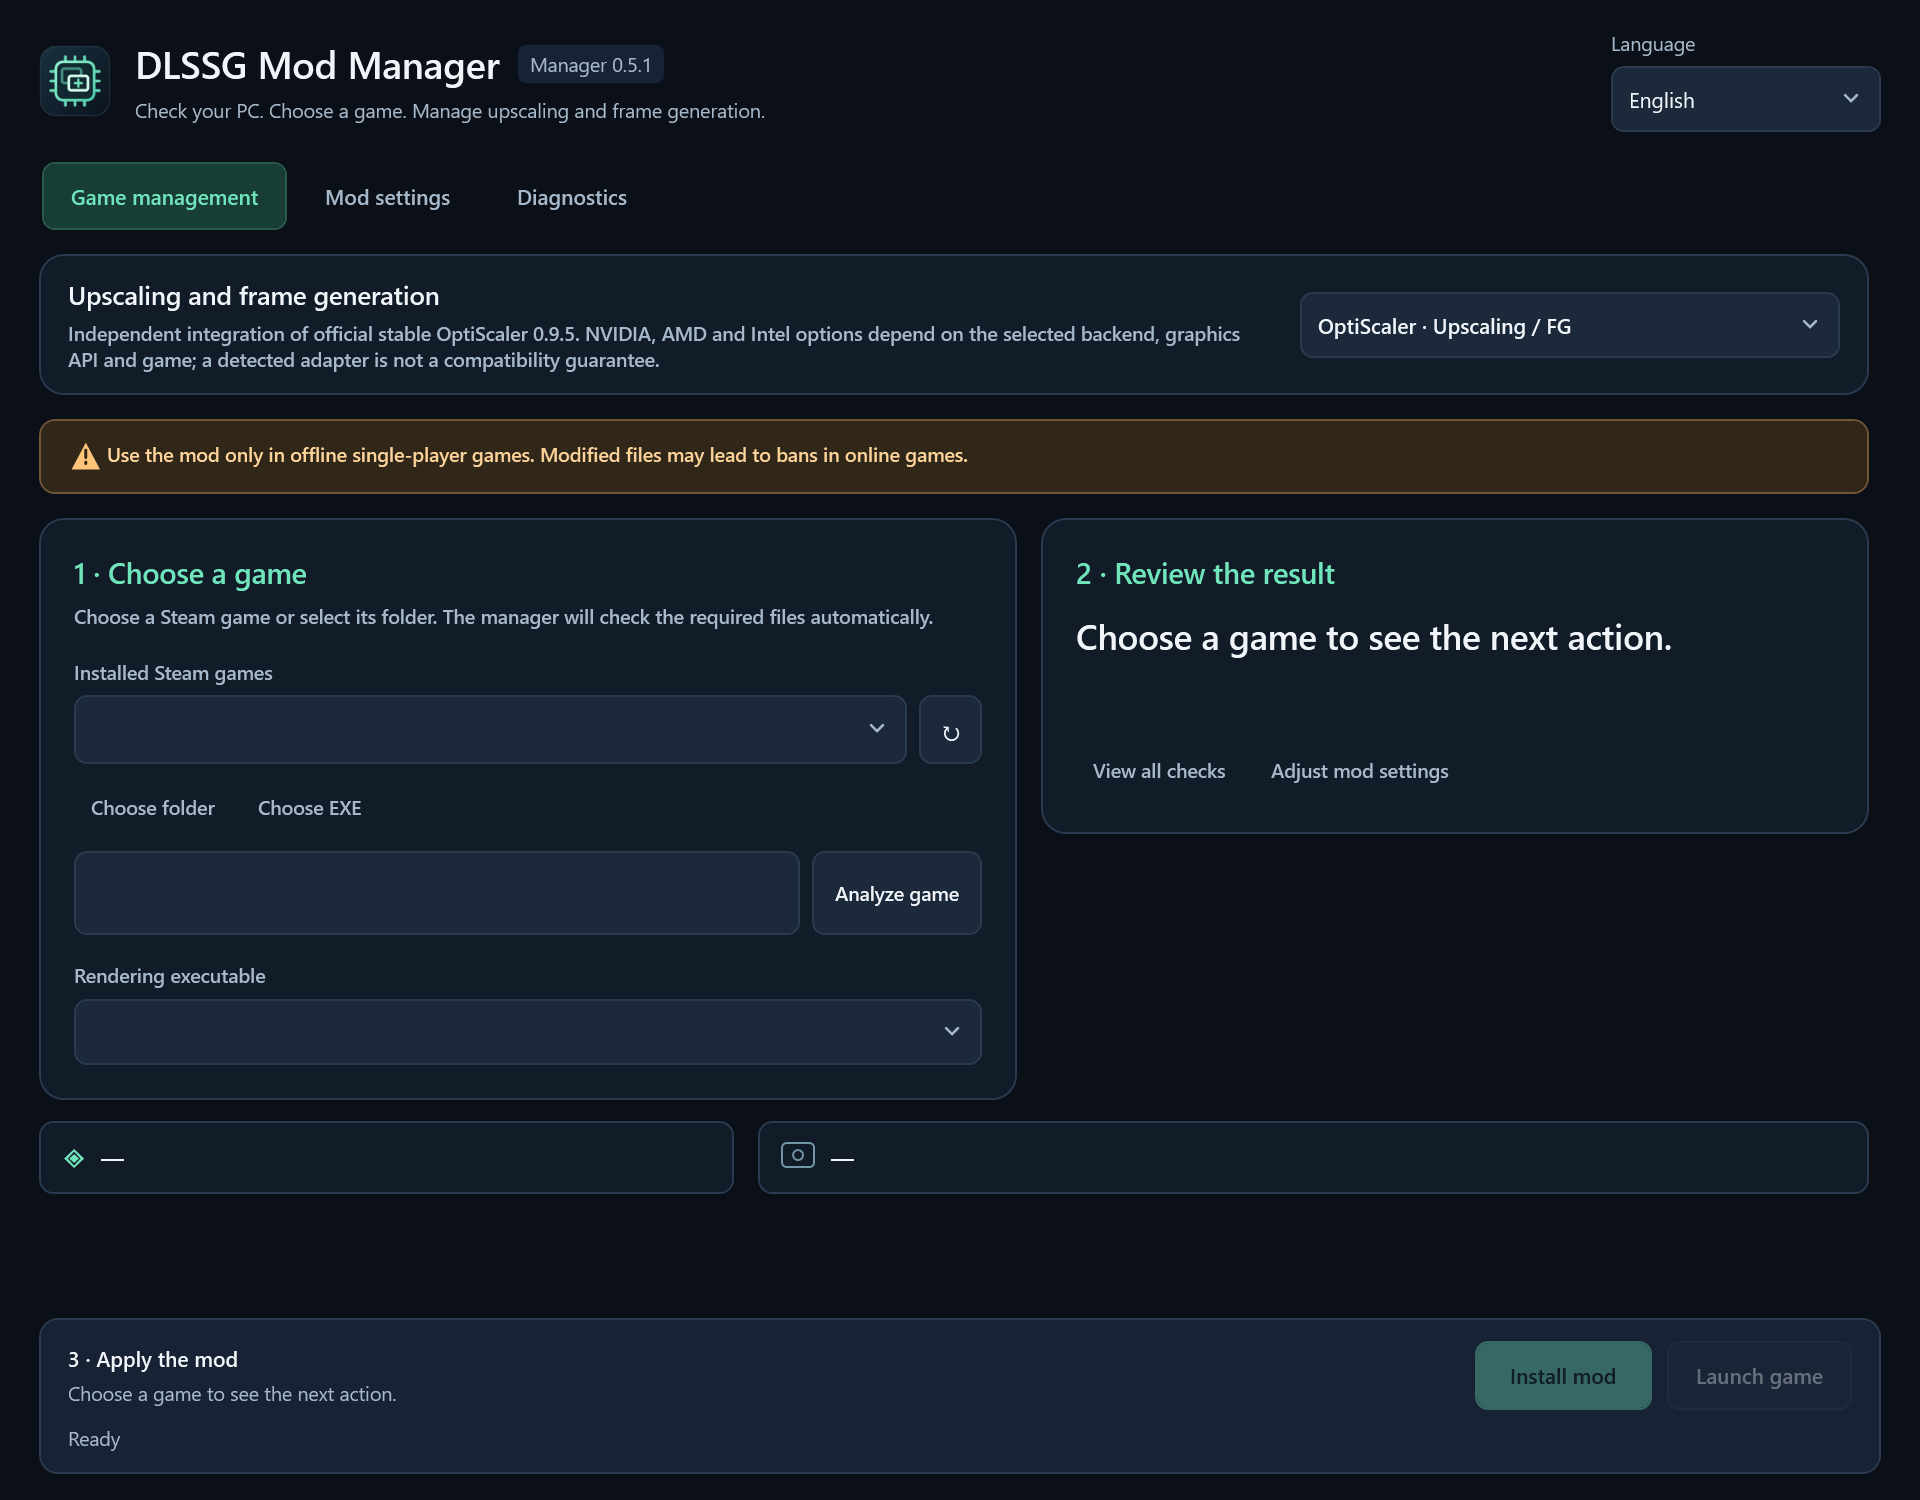 DLSSG Mod Manager
Manager 0.5.1
Check your PC. Choose a game. Manage upscaling and frame generation.
Language
English
Game management
Mod settings
Diagnostics
Upscaling and frame generation
Independent integration of official stable OptiScaler 0.9.5. NVIDIA, AMD and Intel options depend on the selected backend, graphics
API and game; a detected adapter is not a compatibility guarantee.
OptiScaler · Upscaling / FG
Use the mod only in offline single-player games. Modified files may lead to bans in online games.
1 · Choose a game
Choose a Steam game or select its folder. The manager will check the required files automatically.
Installed Steam games
Choose folder
Choose EXE
Analyze game
Rendering executable
2 · Review the result
Choose a game to see the next action.
View all checks
Adjust mod settings
—
—
3 · Apply the mod
Choose a game to see the next action.
Ready
Install mod
Launch game